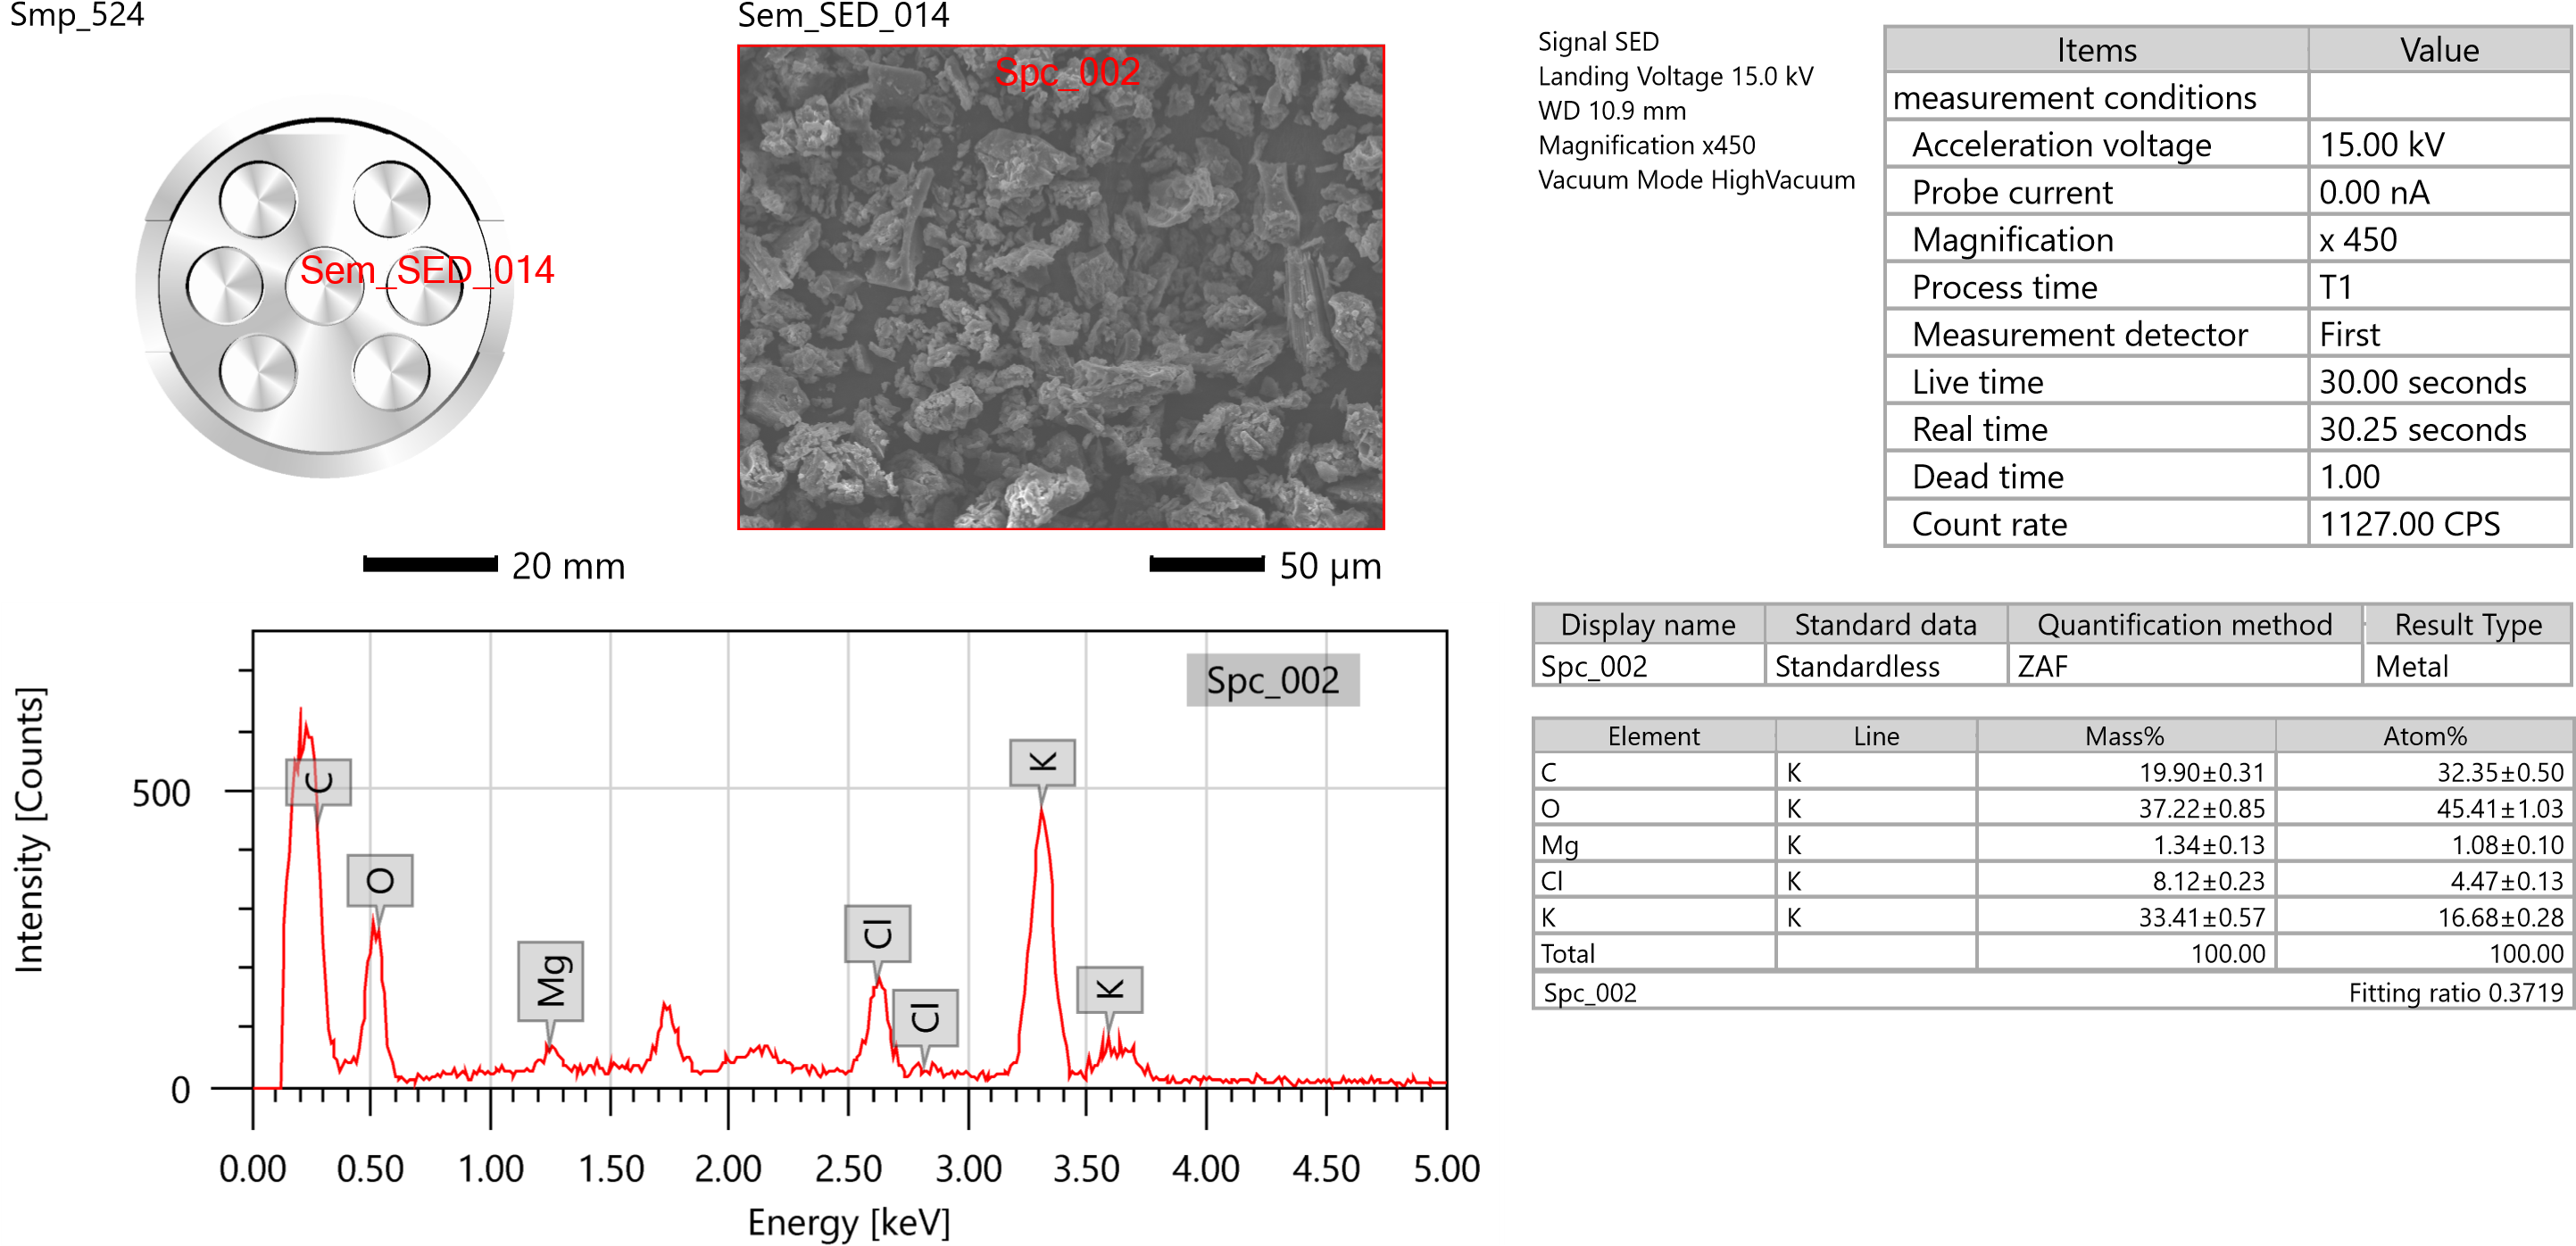 Smp_524
Sem_SED_014
20 mm
Sem_SED_014
Spc_002
50 µm
Signal SED
Landing Voltage 15.0 kV
WD 10.9 mm
Magnification x450
Vacuum Mode HighVacuum
Items Value
measurement conditions
Acceleration voltage 15.00 kV
Probe current 0.00 nA
Magnification x 450
Process time T1
Measurement detector First
Live time 30.00 seconds
Real time 30.25 seconds
Dead time 1.00
Count rate 1127.00 CPS
Intensity [Counts]
500
0
C
O
Mg
Cl
Cl
K
K
Spc_002
0.00 0.50 1.00 1.50 2.00 2.50 3.00 3.50 4.00 4.50 5.00
Energy [keV]
Display name Standard data Quantification method Result Type
Spc_002 Standardless ZAF Metal
Element Line Mass% Atom%
C K 19.90±0.31 32.35±0.50
O K 37.22±0.85 45.41±1.03
Mg K 1.34±0.13 1.08±0.10
Cl K 8.12±0.23 4.47±0.13
K K 33.41±0.57 16.68±0.28
Total 100.00 100.00
Spc_002 Fitting ratio 0.3719